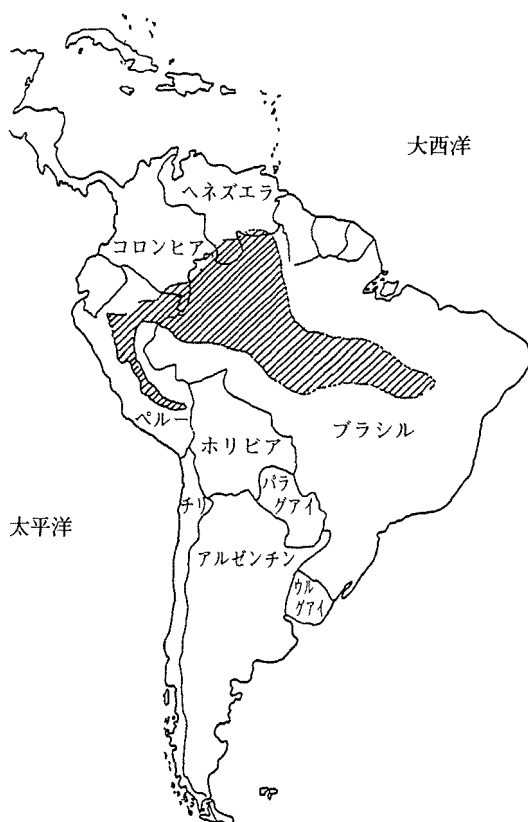 大西洋
ヘネズエラ
コロンヒア
ペルー
ブラシル
ホリビア
パラ
グアイ
チリ
太平洋
アルゼンチン
ウル
グアイ